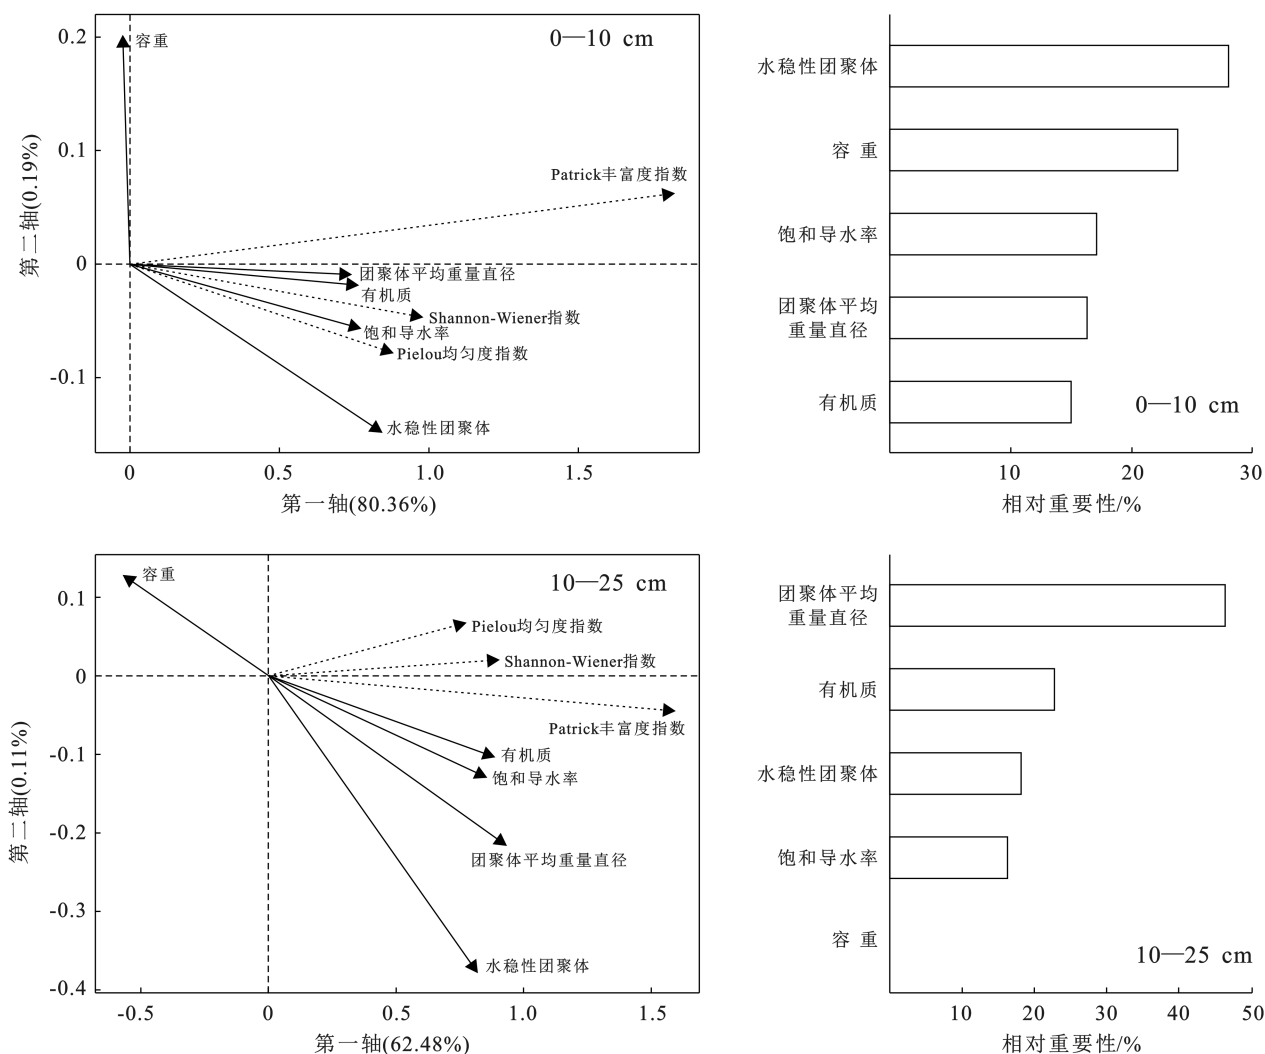 0.2
0.1
0
-0.1
第二轴(0.19%)
容重
0—10 cm
Patrick丰富度指数
团聚体平均重量直径
有机质
Shannon-Wiener指数
饱和导水率
Pielou均匀度指数
水稳性团聚体
0
0.5
1.0
1.5
第一轴(80.36%)
水稳性团聚体
容 重
饱和导水率
团聚体平均
重量直径
有机质
0—10 cm
10
20
30
相对重要性/%
0.1
0
-0.1
-0.2
-0.3
-0.4
第二轴(0.11%)
容重
10—25 cm
Pielou均匀度指数
Shannon-Wiener指数
Patrick丰富度指数
有机质
饱和导水率
团聚体平均重量直径
水稳性团聚体
-0.5
0
0.5
1.0
1.5
第一轴(62.48%)
团聚体平均
重量直径
有机质
水稳性团聚体
饱和导水率
容 重
10—25 cm
10
20
30
40
50
相对重要性/%